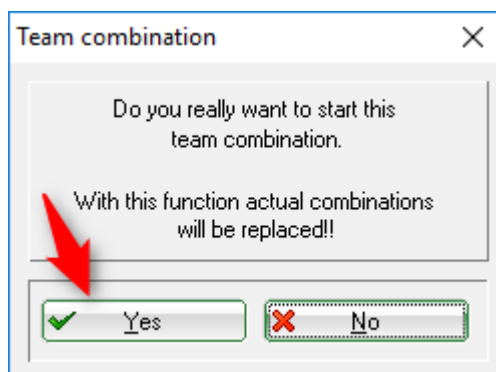 Team combination
Do you really want to start this
team combination.
With this function actual combinations
will be replaced!!
Yes
No